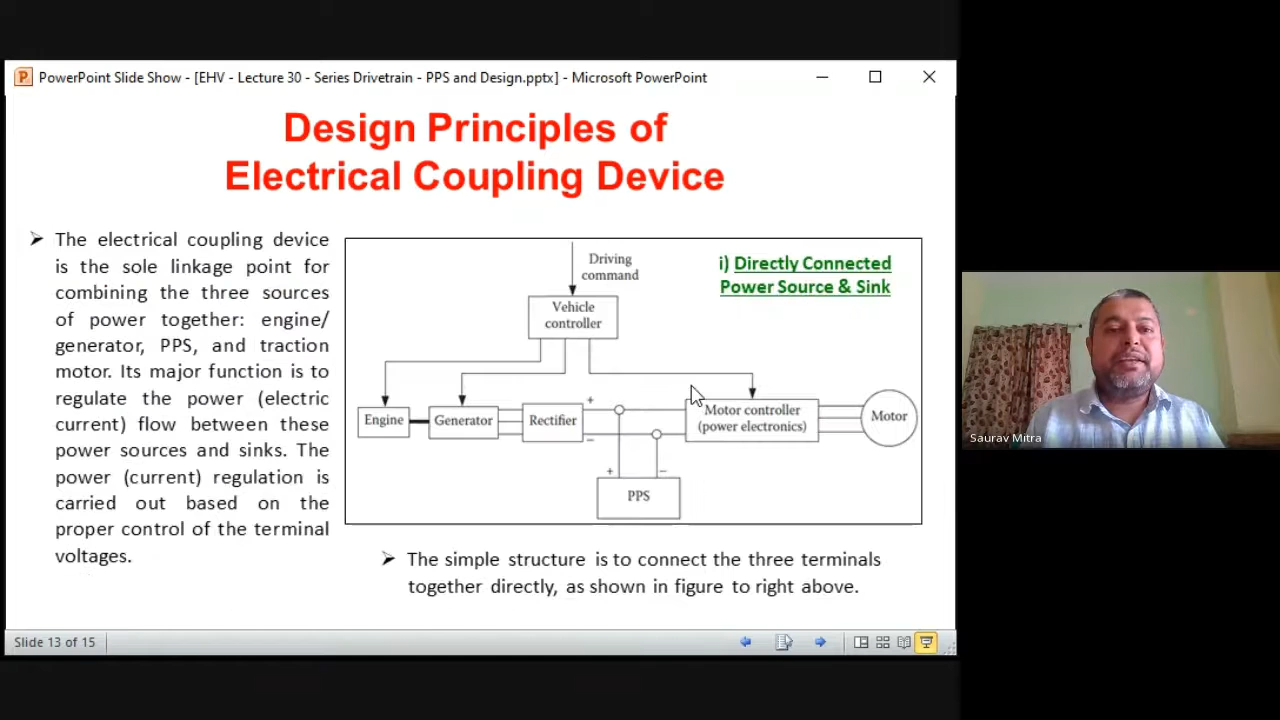 PowerPoint Slide Show - [EHV - Lecture 30 - Series Drivetrain - PPS and Design.pptx] - Microsoft PowerPoint
Design Principles of
Electrical Coupling Device
The electrical coupling device
is the sole linkage point for
combining the three sources
of power together: engine/
generator, PPS, and traction
motor. Its major function is to
regulate the power (electric
current) flow between these
power sources and sinks. The
power (current) regulation is
carried out based on the
proper control of the terminal
voltages.
Driving
command
i) Directly Connected
Power Source & Sink
Vehicle
controller
Engine
Generator
Rectifier
+
−
Motor controller
(power electronics)
Motor
+
−
PPS
The simple structure is to connect the three terminals
together directly, as shown in figure to right above.
Saurav Mitra
Slide 13 of 15